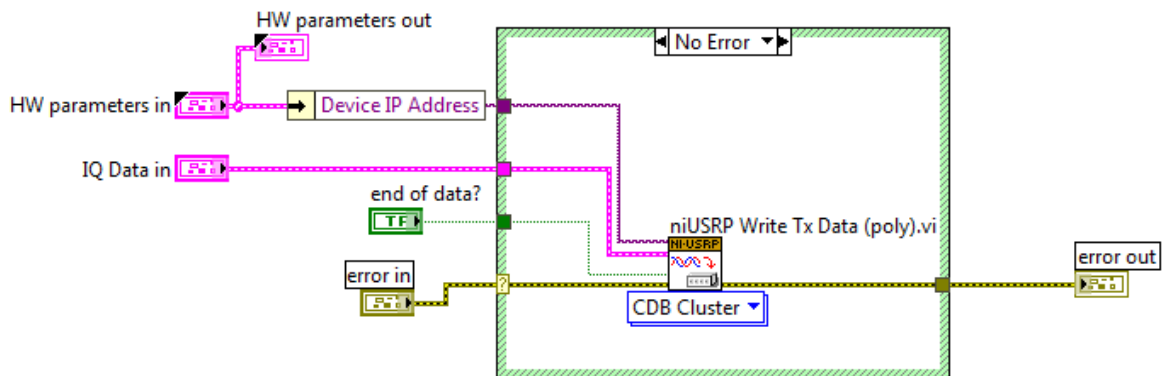 HW parameters out
No Error
HW parameters in
Device IP Address
IQ Data in
end of data?
TF
niUSRP Write Tx Data (poly).vi
NI-USRP
error in
?
error out
CDB Cluster